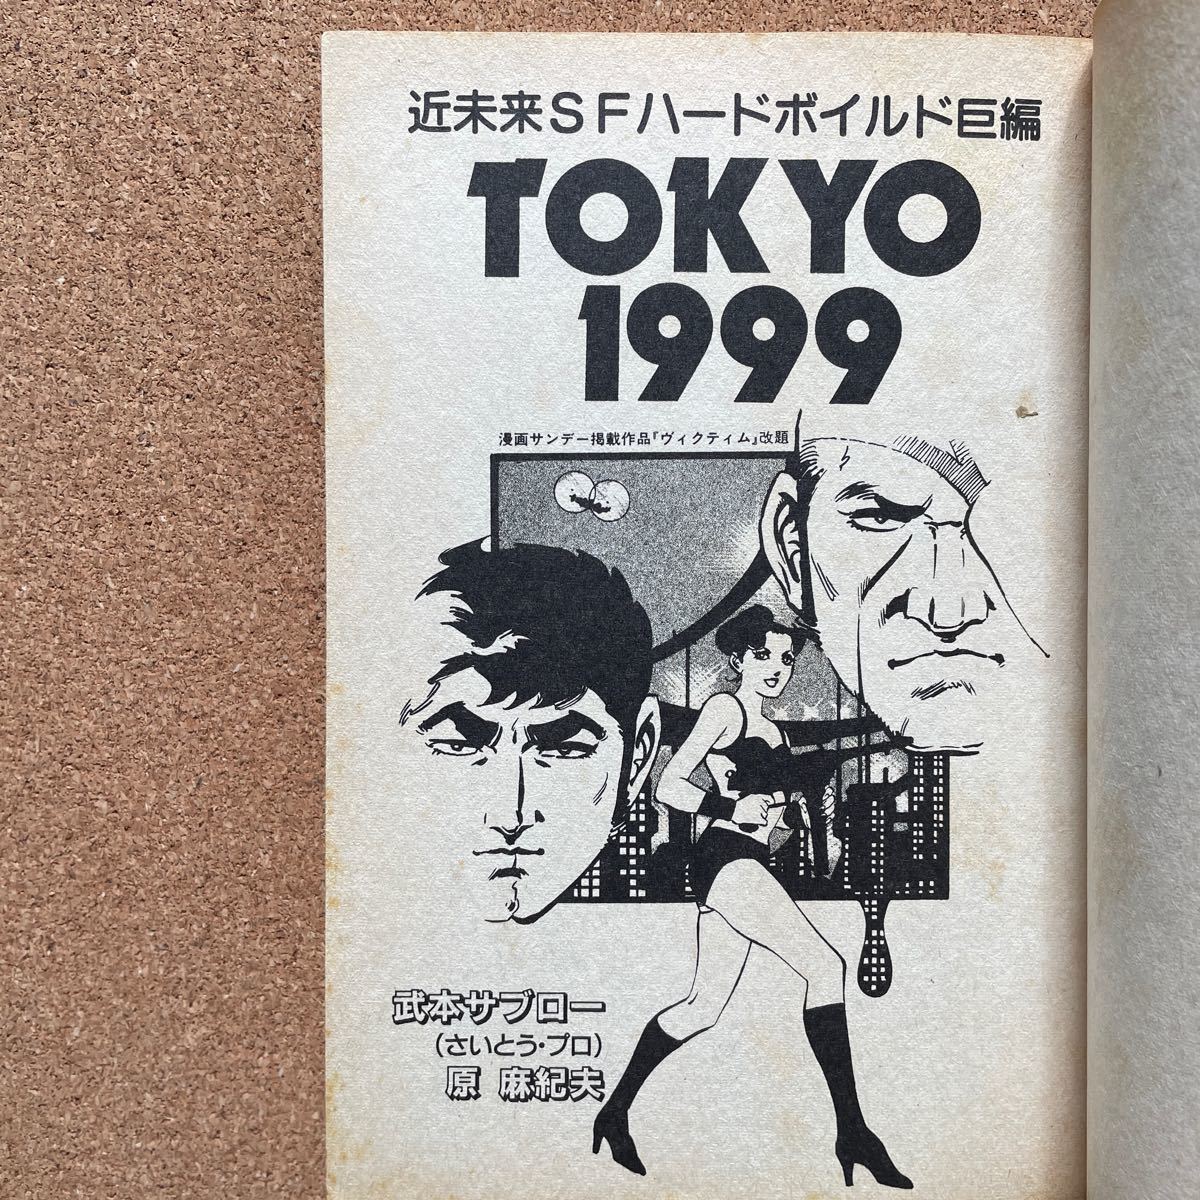 近未来SFハードボイルド巨編
TOKYO
1999
漫画サンデー掲載作品『ヴィクティム』改題
武本サブロー
(さいとう・プロ)
原 麻紀夫